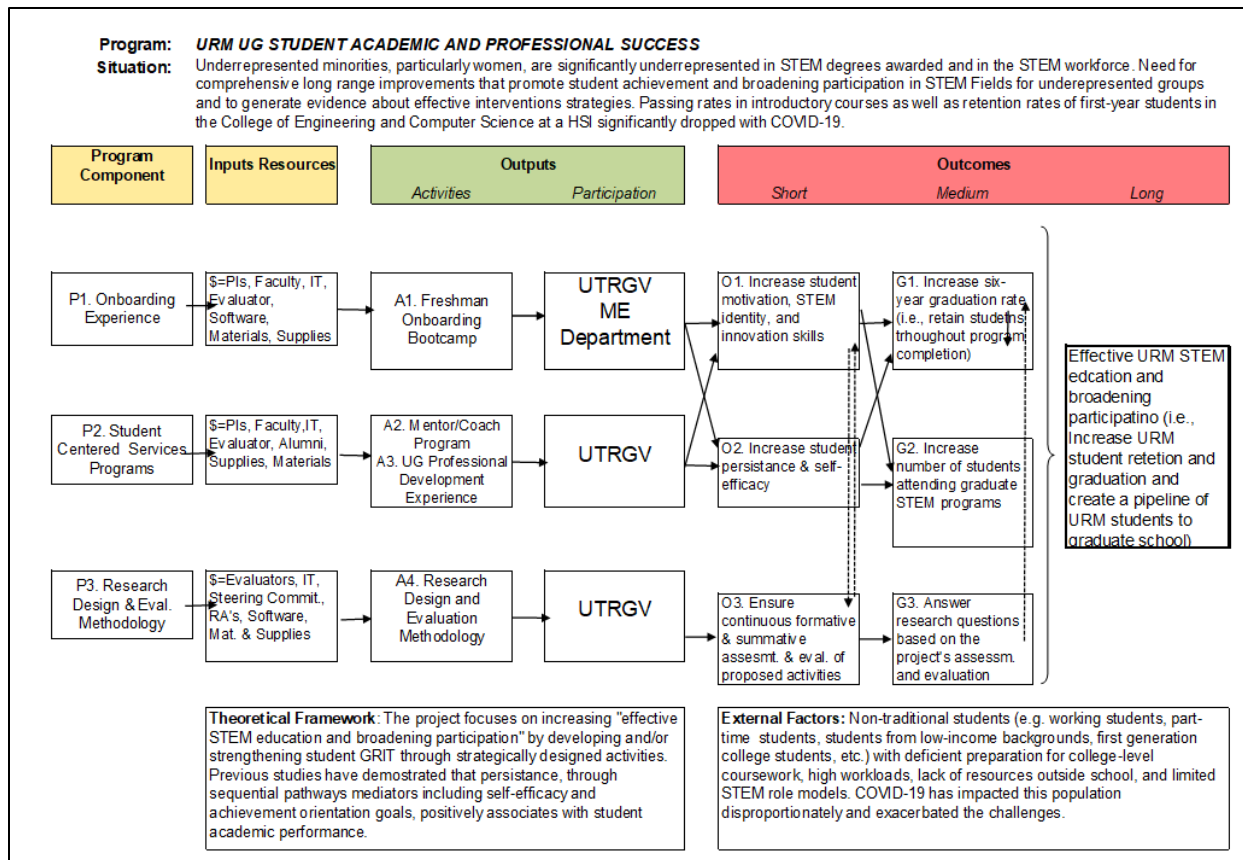 Program: URM UG STUDENT ACADEMIC AND PROFESSIONAL SUCCESS
Situation: Underrepresented minorities, particularly women, are significantly underrepresented in STEM degrees awarded and in the STEM workforce. Need for
comprehensive long range improvements that promote student achievement and broadening participation in STEM Fields for underepresented groups
and to generate evidence about effective interventions strategies. Passing rates in introductory courses as well as retention rates of first-year students in
the College of Engineering and Computer Science at a HSI significantly dropped with COVID-19.
Program
Component
Inputs Resources
Outputs
Activities
Participation
Outcomes
Short
Medium
Long
P1. Onboarding
Experience
$=PIs, Faculty, IT,
Evaluator,
Software,
Materials, Supplies
A1. Freshman
Onboarding
Bootcamp
UTRGV
ME
Department
O1. Increase student
motivation, STEM
identity, and
innovation skills
G1. Increase six-
year graduation rate
(i.e., retain studetns
trhoughout program
completion)
P2. Student
Centered Services
Programs
$=PIs, Faculty,IT,
Evaluator, Alumni,
Supplies, Materials
A2. Mentor/Coach
Program
A3. UG Professional
Development
Experience
UTRGV
O2. Increase student
persistance & self-
efficacy
G2. Increase
number of students
attending graduate
STEM programs
Effective URM STEM
edcation and
broadening
participatino (i.e.,
Increase URM
student retetion and
graduation and
create a pipeline of
URM students to
graduate school)
P3. Research
Design & Eval.
Methodology
$=Evaluators, IT,
Steering Commit.,
RA's, Software,
Mat. & Supplies
A4. Research
Design and
Evaluation
Methodology
UTRGV
O3. Ensure
continuous formative
& summative
assesmt. & eval. of
proposed activities
G3. Answer
research questions
based on the
project's assessm.
and evaluation
Theoretical Framework: The project focuses on increasing "effective
STEM education and broadening participation" by developing and/or
strengthening student GRIT through strategically designed activities.
Previous studies have demostrated that persistance, through
sequential pathways mediators including self-efficacy and
achievement orientation goals, positively associates with student
academic performance.
External Factors: Non-traditional students (e.g. working students, part-
time students, students from low-income backgrounds, first generation
college students, etc.) with deficient preparation for college-level
coursework, high workloads, lack of resources outside school, and limited
STEM role models. COVID-19 has impacted this population
disproportionately and exacerbated the challenges.